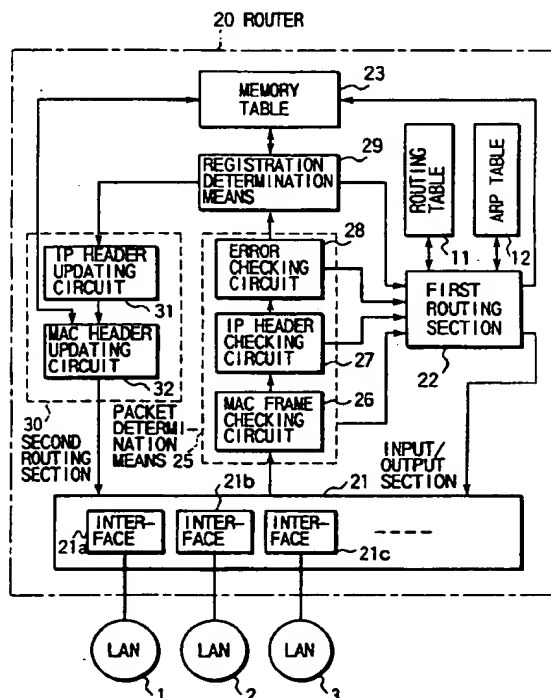 20 ROUTER
23
MEMORY
TABLE
29
REGISTRATION
DETERMINATION
MEANS
ROUTING
TABLE
ARP TABLE
28
ERROR
CHECKING
CIRCUIT
11
12
IP HEADER
UPDATING
CIRCUIT
31
FIRST
ROUTING
SECTION
22
IP HEADER
CHECKING
CIRCUIT
27
MAC HEADER
UPDATING
CIRCUIT
32
26
MAC FRAME
CHECKING
CIRCUIT
30
SECOND
ROUTING
SECTION
PACKET
DETERMI-
NATION
MEANS 25
INPUT/
OUTPUT
SECTION
21b
21
INTER-
FACE
21a
INTER-
FACE
INTER-
FACE
21c
LAN
1
LAN
2
LAN
3